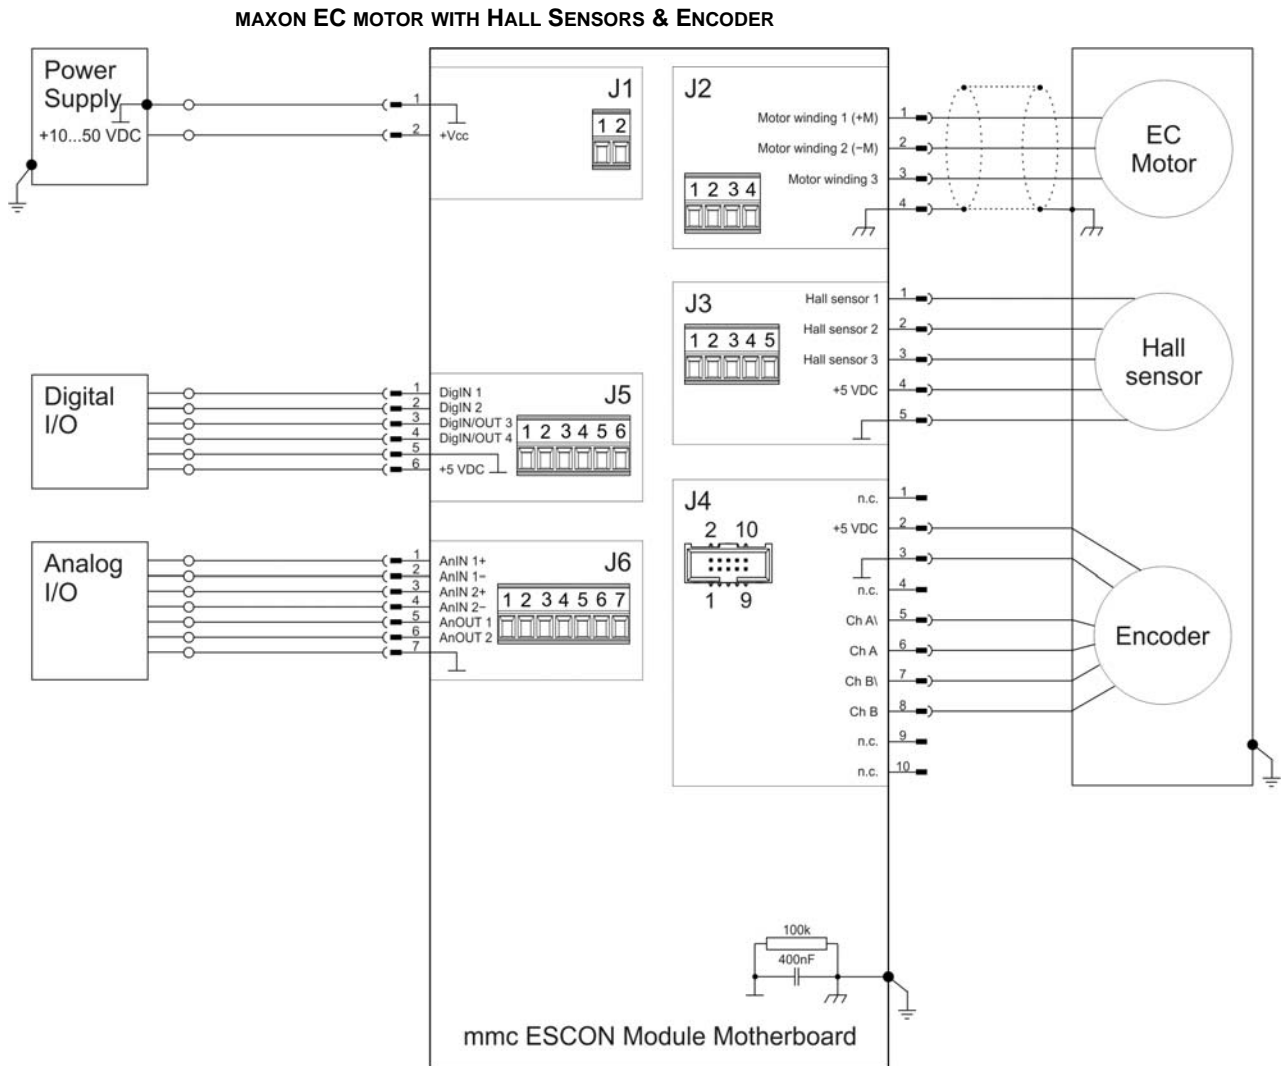 MAXON EC MOTOR WITH HALL SENSORS & ENCODER
Power
Supply
+10...50 VDC
1
2
+Vcc
J1
1 2
J2
Motor winding 1 (+M)
Motor winding 2 (−M)
Motor winding 3
1
2
3
4
1 2 3 4
EC
Motor
J3
Hall sensor 1
Hall sensor 2
Hall sensor 3
+5 VDC
1
2
3
4
5
1 2 3 4 5
Hall
sensor
Digital
I/O
1
2
3
4
5
6
DigIN 1
DigIN 2
DigIN/OUT 3
DigIN/OUT 4
+5 VDC
J5
1 2 3 4 5 6
Analog
I/O
1
2
3
4
5
6
7
AnIN 1+
AnIN 1−
AnIN 2+
AnIN 2−
AnOUT 1
AnOUT 2
J6
1 2 3 4 5 6 7
J4
2 10
1 9
n.c.
+5 VDC
n.c.
Ch A\
Ch A
Ch B\
Ch B
n.c.
n.c.
1
2
3
4
5
6
7
8
9
10
Encoder
100k
400nF
mmc ESCON Module Motherboard